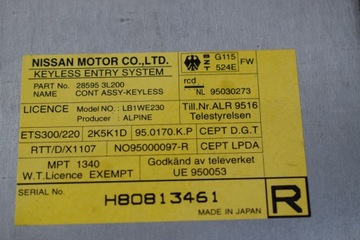 NISSAN MOTOR CO.,LTD.
KEYLESS ENTRY SYSTEM
PART No. 28595 3L200
NAME CONT ASSY-KEYLESS
BZT G115 524E FW
rcd
NL 95030273
LICENCE Model No.: LB1WE230
Producer : ALPINE
Till.Nr.ALR 9516
Telestyrelsen
ETS300/220 2K5K1D 95.0170.K.P CEPT D.G.T
RTT/D/X1107 NO95000097-R CEPT LPDA
MPT 1340
W.T.Licence EXEMPT
Godkänd av televerket
UE 950053
SERIAL No.
H80813461
MADE IN JAPAN
R